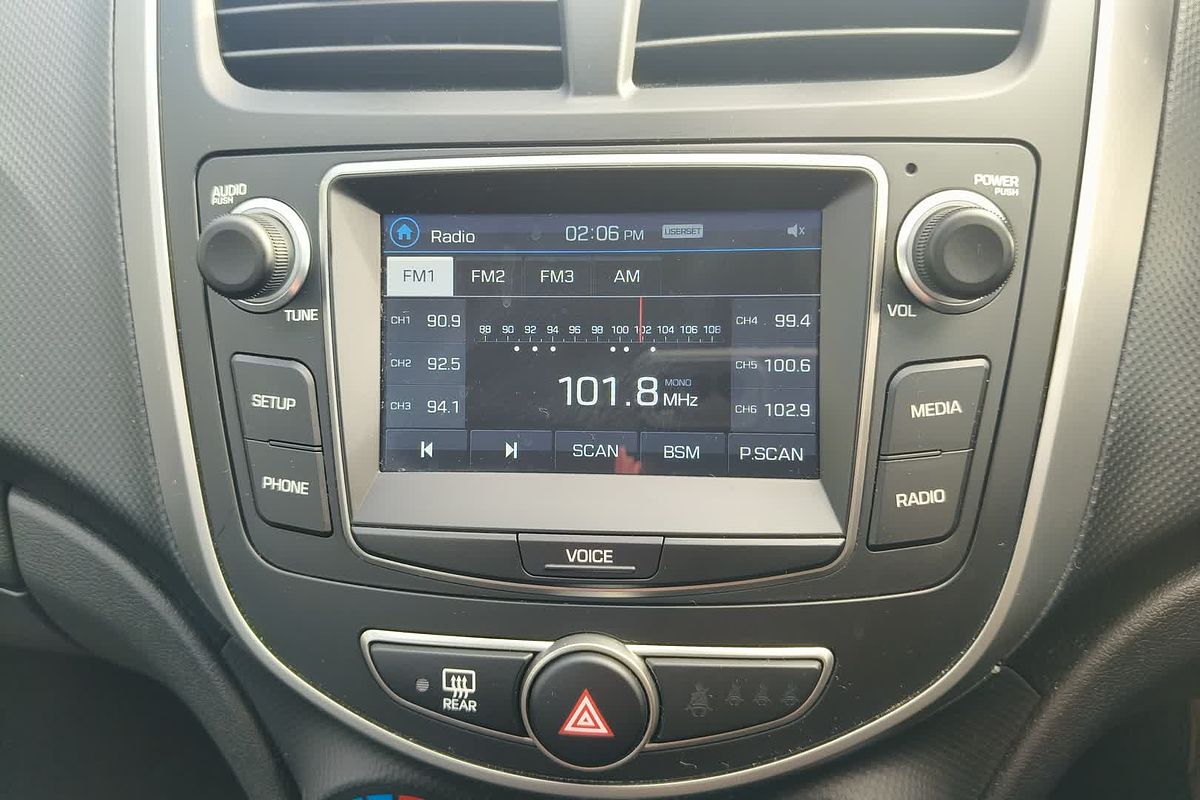 AUDIO
PUSH
TUNE
POWER
PUSH
VOL
Radio 02:06 PM USERSET
FM1 FM2 FM3 AM
CH1 90.9
CH2 92.5
CH3 94.1
88 90 92 94 96 98 100 102 104 106 108
101.8 MONO MHz
CH4 99.4
CH5 100.6
CH6 102.9
SCAN BSM P.SCAN
SETUP
PHONE
MEDIA
RADIO
VOICE
REAR